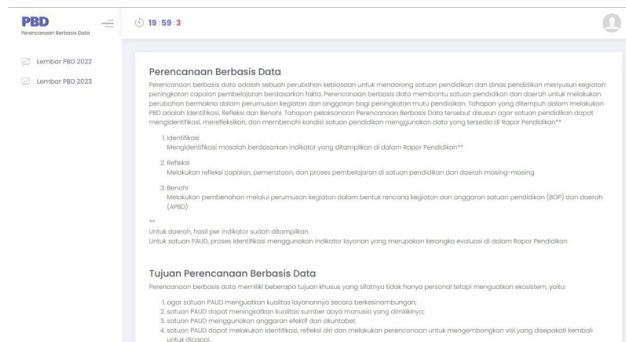 PBD
Perencanaan Berbasis Data
19:59:3
Lembar PBD 2022
Lembar PBD 2023
Perencanaan Berbasis Data
Perencanaan berbasis data adalah sebuah perubahan kebiasaan untuk mendorong satuan pendidikan dan dinas pendidikan menyusun kegiatan
peningkatan capaian pembelajaran berdasarkan fakta. Perencanaan berbasis data membantu satuan pendidikan dan daerah untuk melakukan
perubahan bermakna dalam perumusan kegiatan dan anggaran bagi peningkatan mutu pendidikan. Tahapan yang ditempuh dalam melakukan
PBD adalah Identifikasi, Refleksi dan Benahi. Tahapan pelaksanaan Perencanaan Berbasis Data tersebut disusun agar satuan pendidikan dapat
mengidentifikasi, merefleksikan, dan membenahi kondisi satuan pendidikan menggunakan data yang tersedia di Rapor Pendidikan**
1. Identifikasi
Mengidentifikasi masalah berdasarkan indikator yang ditampilkan di dalam Rapor Pendidikan**
2. Refleksi
Melakukan refleksi capaian, pemerataan, dan proses pembelajaran di satuan pendidikan dan daerah masing-masing
3. Benahi
Melakukan pembenahan melalui perumusan kegiatan dalam bentuk rencana kegiatan dan anggaran satuan pendidikan (BOP) dan daerah
(APBD)
**
Untuk daerah, hasil per indikator sudah ditampilkan.
Untuk satuan PAUD, proses Identifikasi menggunakan indikator layanan yang merupakan kerangka evaluasi di dalam Rapor Pendidikan
Tujuan Perencanaan Berbasis Data
Perencanaan berbasis data memiliki beberapa tujuan khusus yang sifatnya tidak hanya personal tetapi menguatkan ekosistem, yaitu:
1. agar satuan PAUD menguatkan kualitas layanannya secara berkesinambungan;
2. satuan PAUD dapat meningkatkan kualitas sumber daya manusia yang dimilikinya;
3. satuan PAUD menggunakan anggaran efektif dan akuntabel;
4. satuan PAUD dapat melakukan identifikasi, refleksi diri dan melakukan perencanaan untuk mengembangkan visi yang disepakati kembali
untuk dicapai.